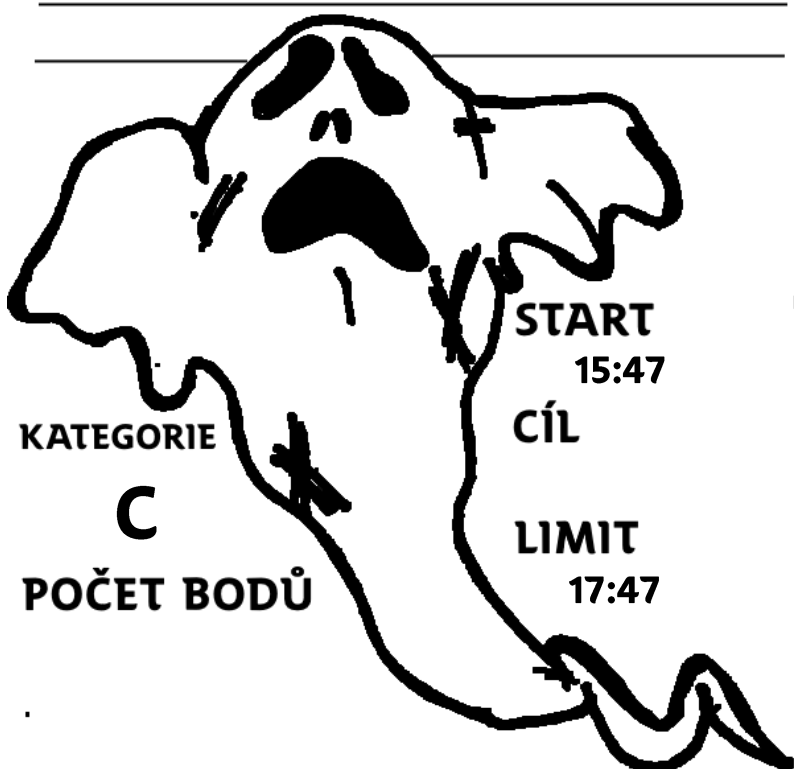 START
15:47
CÍL
KATEGORIE
C
LIMIT
17:47
POČET BODŮ